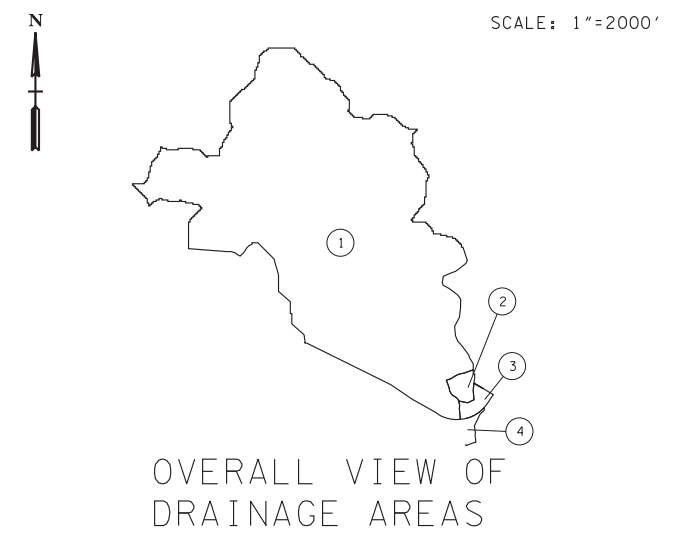 N
SCALE: 1"=2000'
1
2
3
4
OVERALL VIEW OF
DRAINAGE AREAS